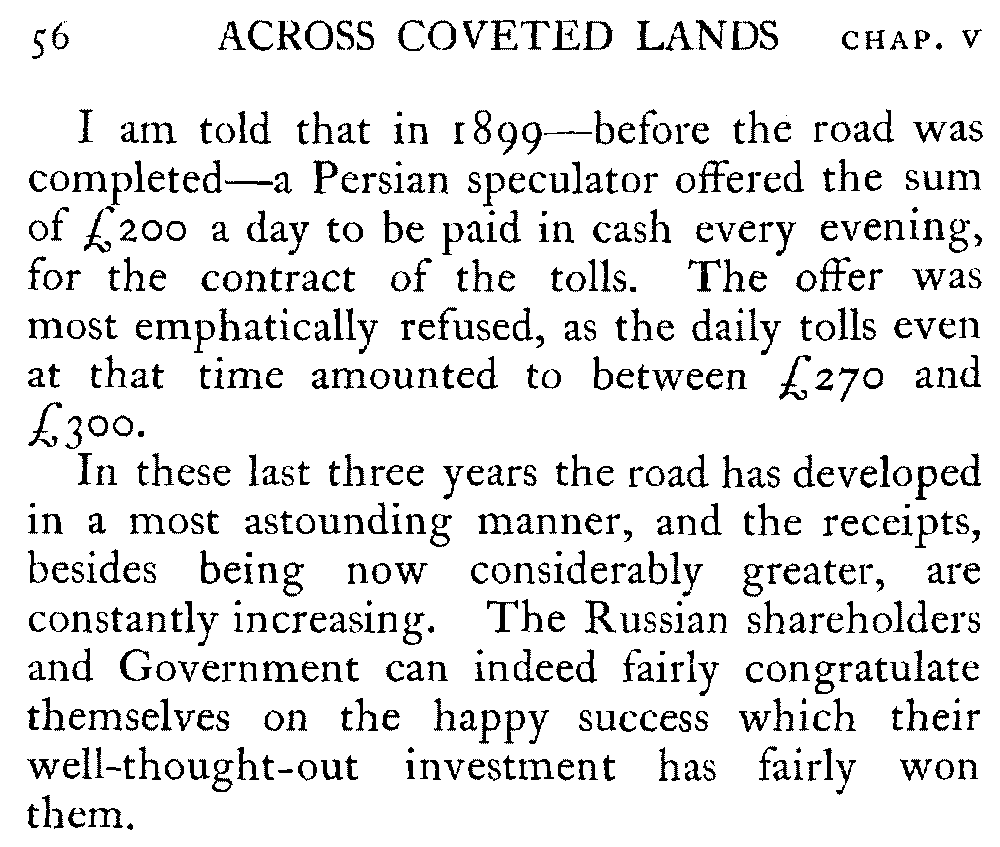 56 ACROSS COVETED LANDS CHAP. V
I am told that in 1899—before the road was
completed—a Persian speculator offered the sum
of £200 a day to be paid in cash every evening,
for the contract of the tolls. The offer was
most emphatically refused, as the daily tolls even
at that time amounted to between £270 and
£300.
In these last three years the road has developed
in a most astounding manner, and the receipts,
besides being now considerably greater, are
constantly increasing. The Russian shareholders
and Government can indeed fairly congratulate
themselves on the happy success which their
well-thought-out investment has fairly won
them.